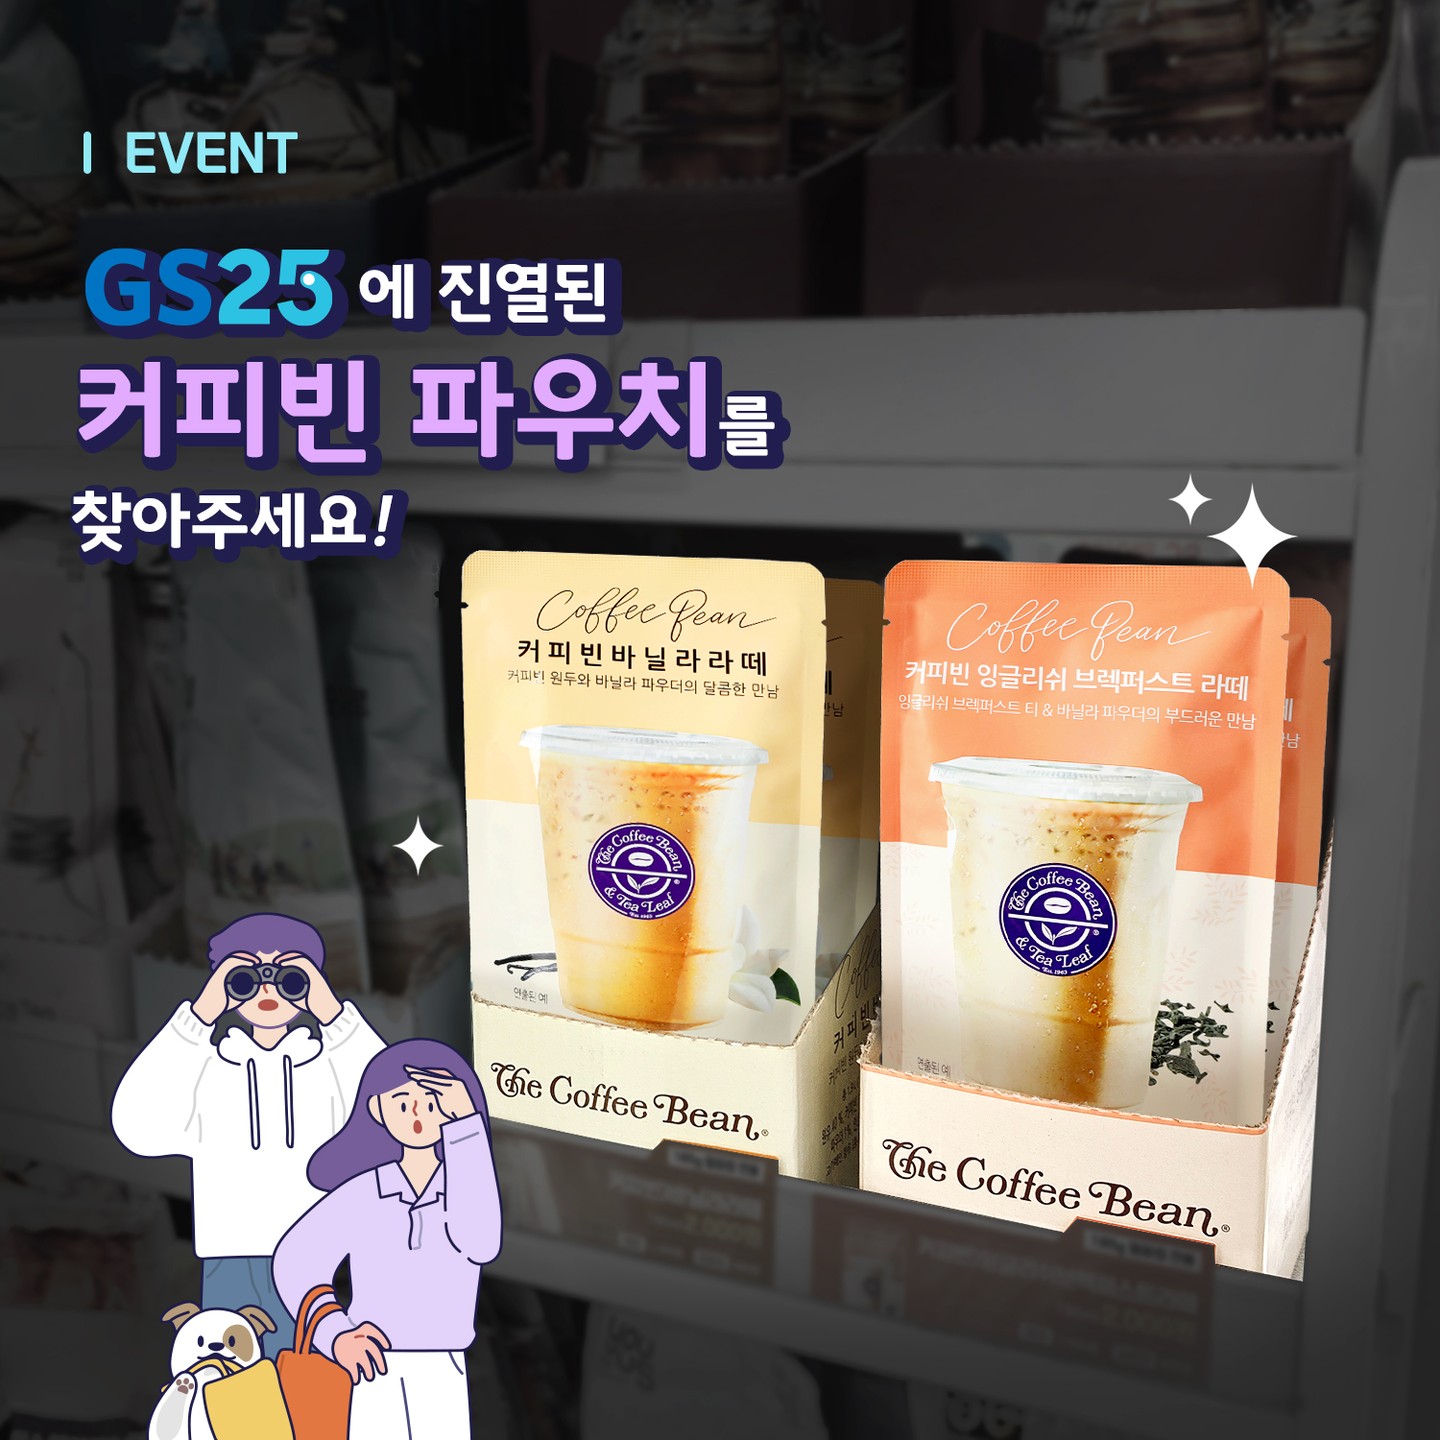 | EVENT
GS25 에 진열된
커피빈 파우치를
찾아주세요!
Coffee Bean
커피빈바닐라라떼
커피빈 원두와 바닐라 파우더의 달콤한 만남
The Coffee Bean
& Tea Leaf
Est. 1963
연출된 예
The Coffee Bean
Coffee Bean
커피빈 잉글리쉬 브렉퍼스트 라떼
잉글리쉬 브렉퍼스트 티 & 바닐라 파우더의 부드러운 만남
The Coffee Bean
& Tea Leaf
Est. 1963
연출된 예
The Coffee Bean